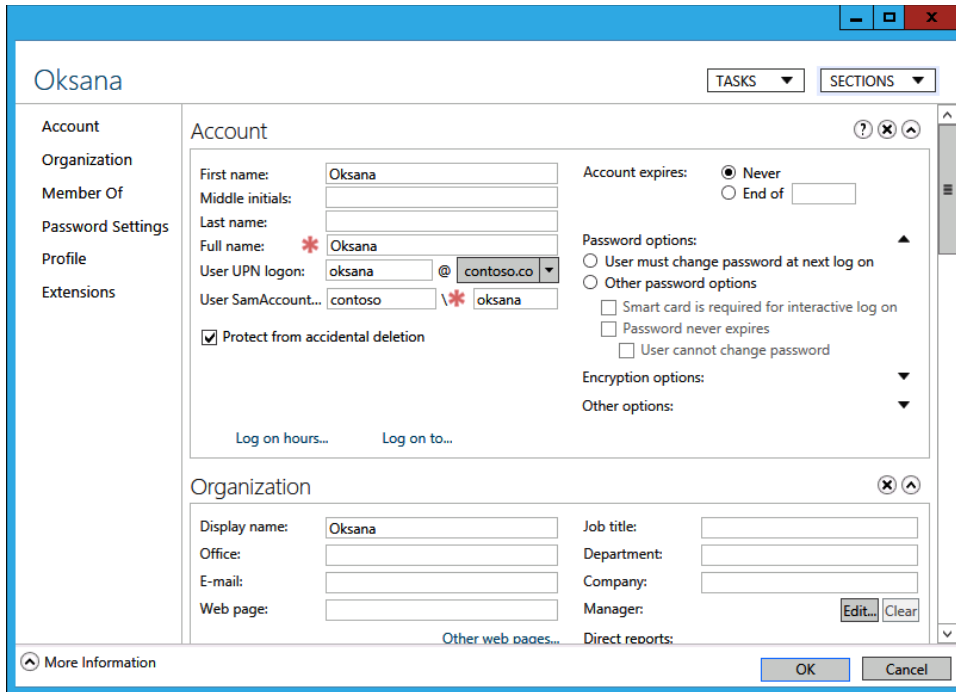 Oksana
TASKS
SECTIONS
Account
Organization
Member Of
Password Settings
Profile
Extensions
Account
First name: Oksana
Middle initials:
Last name:
Full name: * Oksana
User UPN logon: oksana @ contoso.co
User SamAccount... contoso \* oksana
Protect from accidental deletion
Log on hours... Log on to...
Account expires: Never
End of
Password options:
User must change password at next log on
Other password options
Smart card is required for interactive log on
Password never expires
User cannot change password
Encryption options:
Other options:
Organization
Display name: Oksana
Office:
E-mail:
Web page:
Other web pages...
Job title:
Department:
Company:
Manager: Edit... Clear
Direct reports:
More Information
OK Cancel